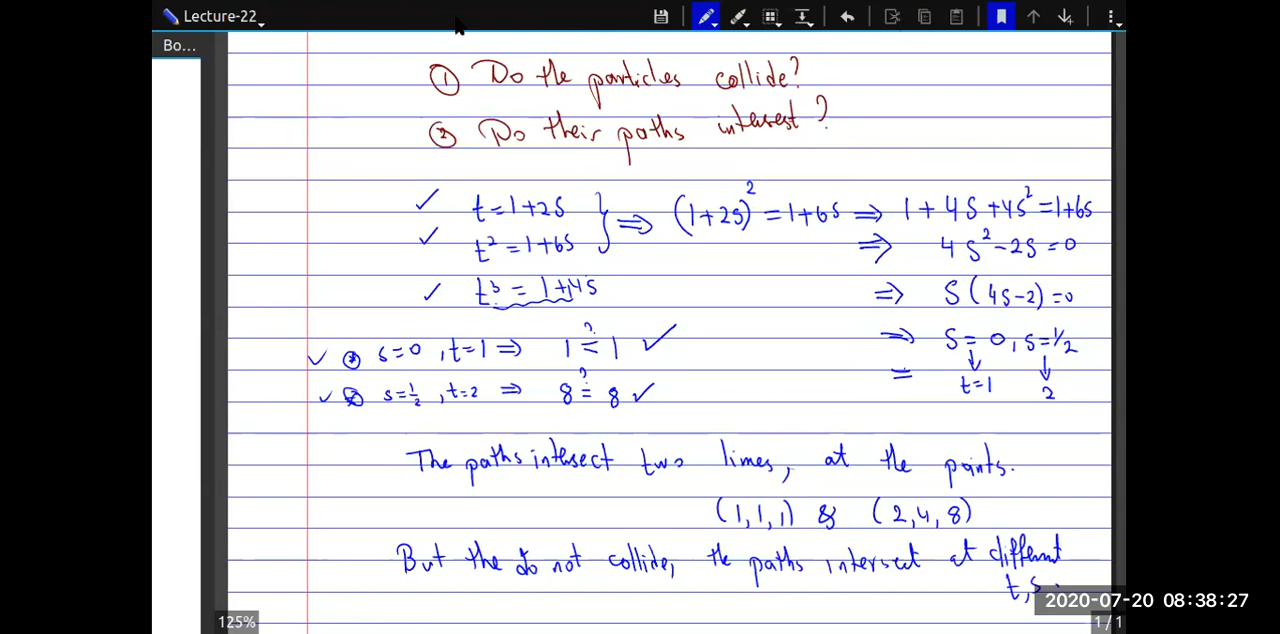 Lecture-22
Bo...
① Do the particles collide?
② Do their paths intersest?
✓ t=1+2S } ⇒ (1+2S)² = 1+6S ⇒ 1+4S+4S²=1+6S
✓ t²=1+6S ⇒ 4S²-2S=0
✓ t³ = 1+14S ⇒ S(4S-2)=0
⇒ S= 0, S=1/2
✓ ① s=0, t=1 ⇒ 1 ?= 1 ✓
= ↓ t=1 ↓ 2
✓ ② s=1/2, t=2 ⇒ 8 ?= 8 ✓
The paths intersect two times, at the points.
(1,1,1) & (2,4,8)
But the do not collide, the paths intersect at different
t,s.
2020-07-20 08:38:27
125%
1/1